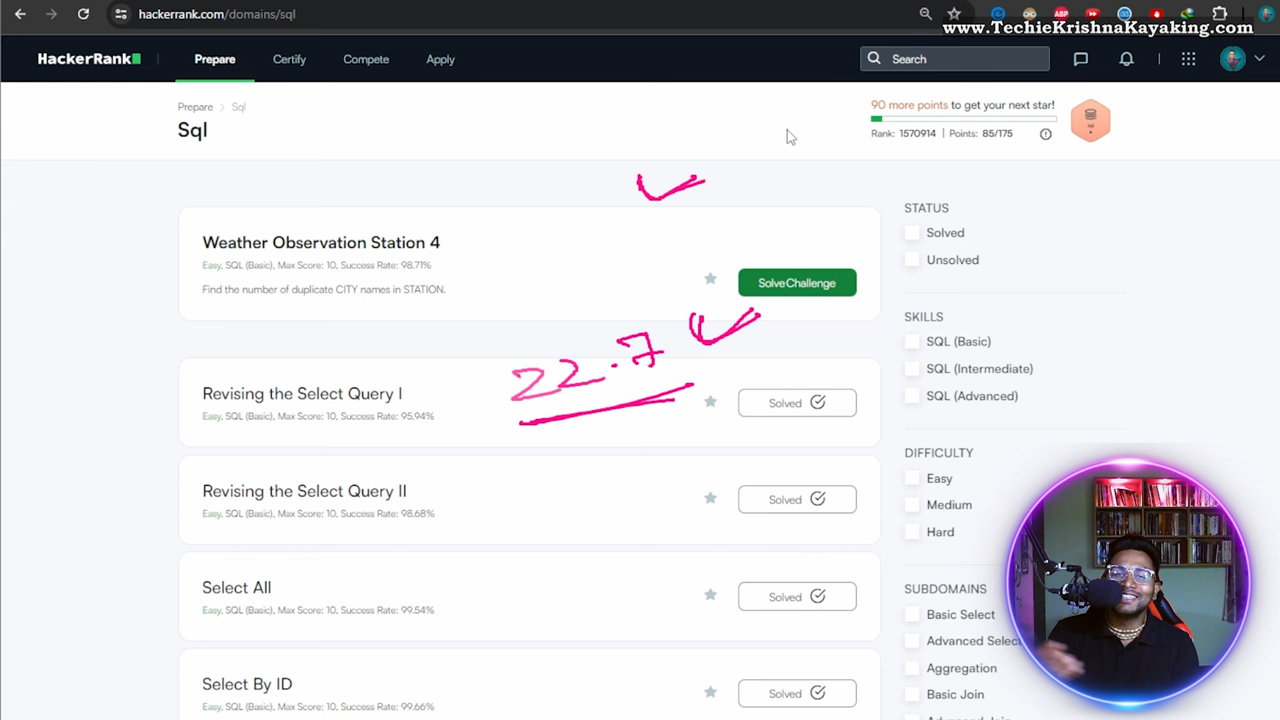 hackerrank.com/domains/sql
ABP
www.TechieKrishnaKayaking.com
HackerRank
Prepare
Certify
Compete
Apply
Search
Prepare > Sql
Sql
90 more points to get your next star!
Rank: 1570914 | Points: 85/175
sql
Weather Observation Station 4
Easy, SQL (Basic), Max Score: 10, Success Rate: 98.71%
Find the number of duplicate CITY names in STATION.
Solve Challenge
22.7
Revising the Select Query I
Easy, SQL (Basic), Max Score: 10, Success Rate: 95.94%
Solved
Revising the Select Query II
Easy, SQL (Basic), Max Score: 10, Success Rate: 98.68%
Solved
Select All
Easy, SQL (Basic), Max Score: 10, Success Rate: 99.54%
Solved
Select By ID
Easy, SQL (Basic), Max Score: 10, Success Rate: 99.66%
Solved
STATUS
Solved
Unsolved
SKILLS
SQL (Basic)
SQL (Intermediate)
SQL (Advanced)
DIFFICULTY
Easy
Medium
Hard
SUBDOMAINS
Basic Select
Advanced Select
Aggregation
Basic Join